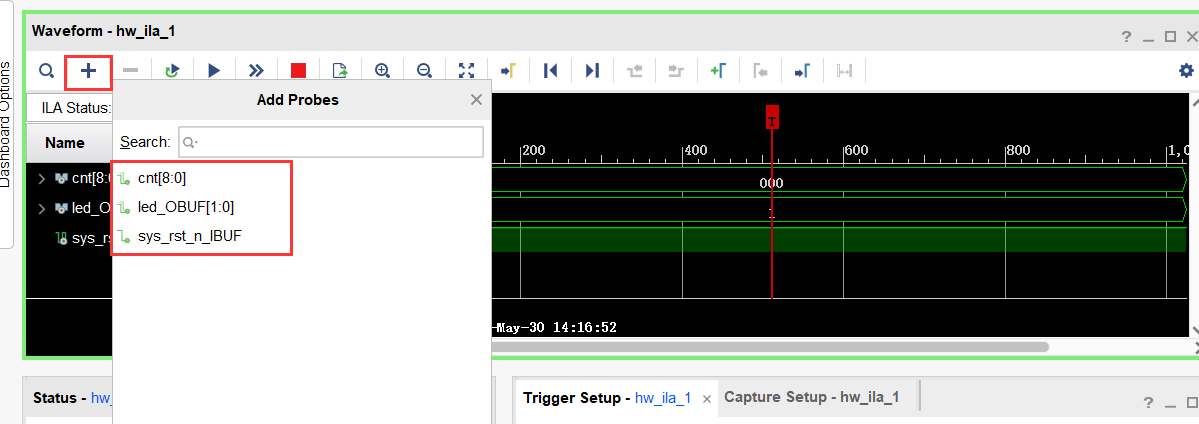 Waveform - hw_ila_1
Dashboard Options
Add Probes
ILA Status:
Search:
Name
200
400
600
800
1,0
cnt[8:0
cnt[8:0]
000
led_O
led_OBUF[1:0]
1
sys_rs
sys_rst_n_IBUF
-May-30 14:16:52
Status - hw_
Trigger Setup - hw_ila_1
Capture Setup - hw_ila_1